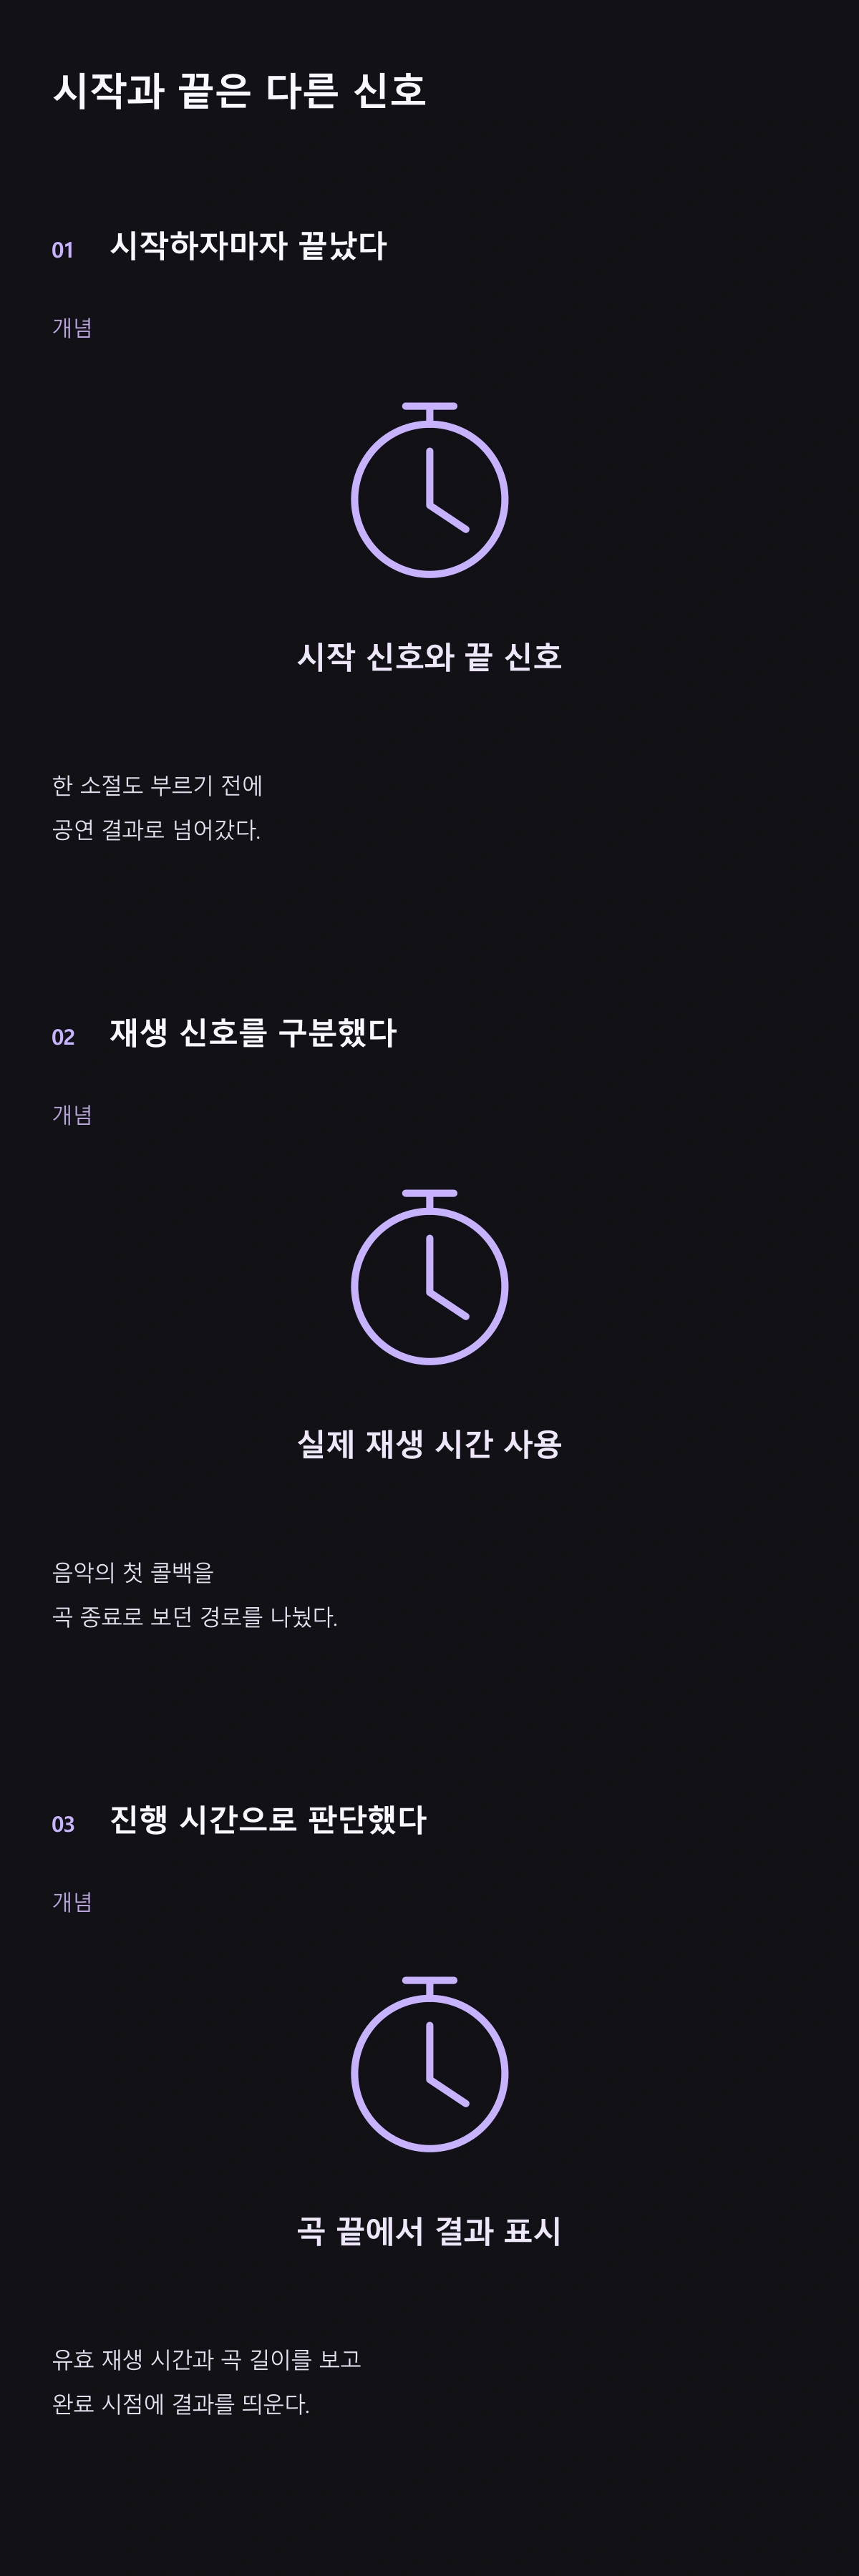 시작과 끝은 다른 신호
01 시작하자마자 끝났다
개념
시작 신호와 끝 신호
한 소절도 부르기 전에
공연 결과로 넘어갔다.
02 재생 신호를 구분했다
개념
실제 재생 시간 사용
음악의 첫 콜백을
곡 종료로 보던 경로를 나눴다.
03 진행 시간으로 판단했다
개념
곡 끝에서 결과 표시
유효 재생 시간과 곡 길이를 보고
완료 시점에 결과를 띄운다.